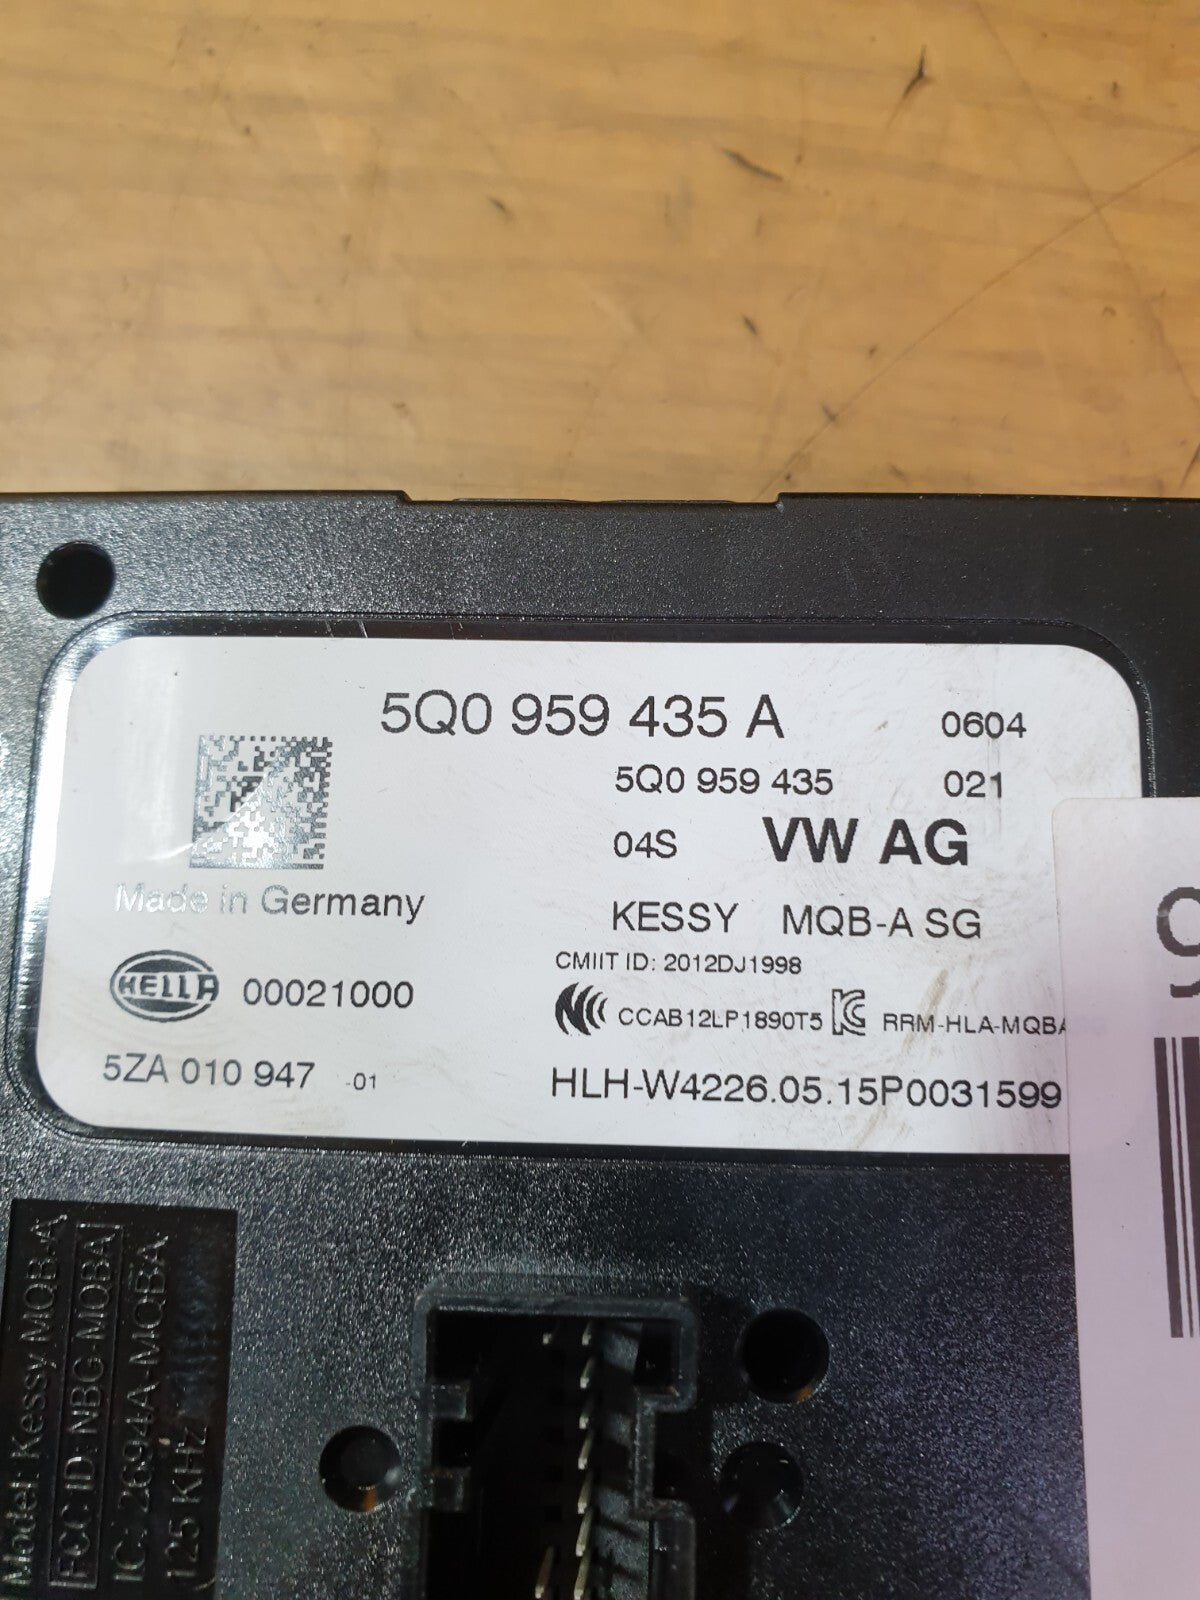 5Q0 959 435 A 0604
5Q0 959 435 021
04S VW AG
Made in Germany
KESSY MQB-A SG
CMIIT ID: 2012DJ1998
HELLA 00021000
CCAB12LP1890T5 RRM-HLA-MQBA
5ZA 010 947 -01
HLH-W4226.05.15P0031599
9
Model Kessy MQB-A
FCC ID: NBG-MQBA
IC: 2694A-MQBA
125 KHz